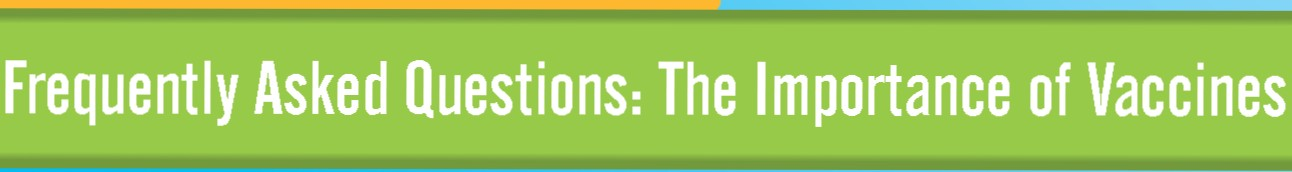 Frequently Asked Questions: The Importance of Vaccines